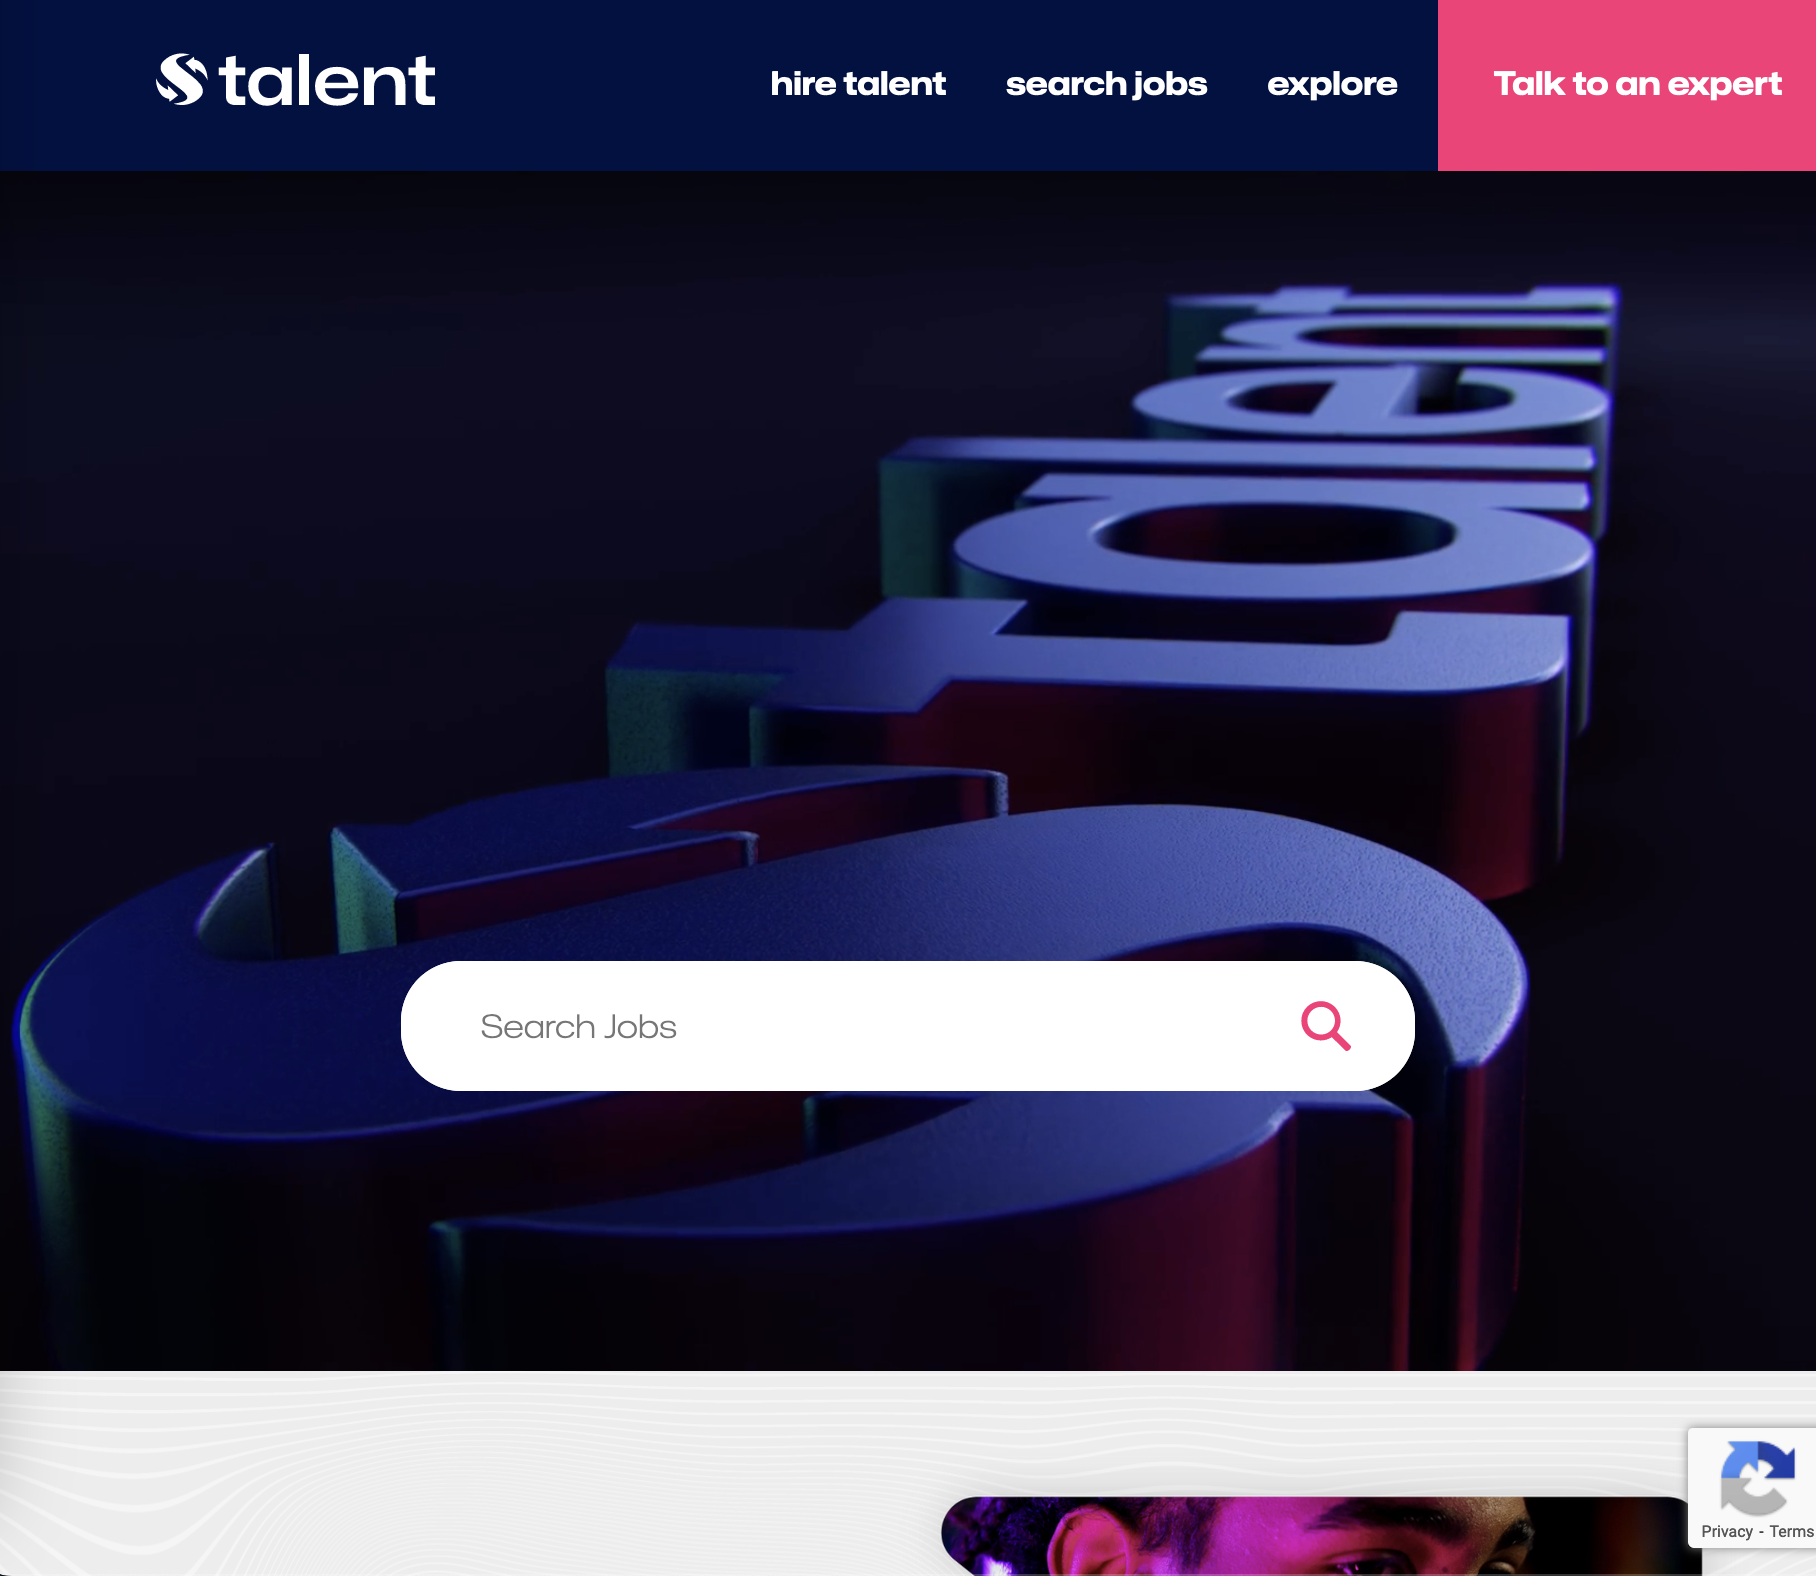 talent
hire talent
search jobs
explore
Talk to an expert
talent
Search Jobs
Privacy - Terms